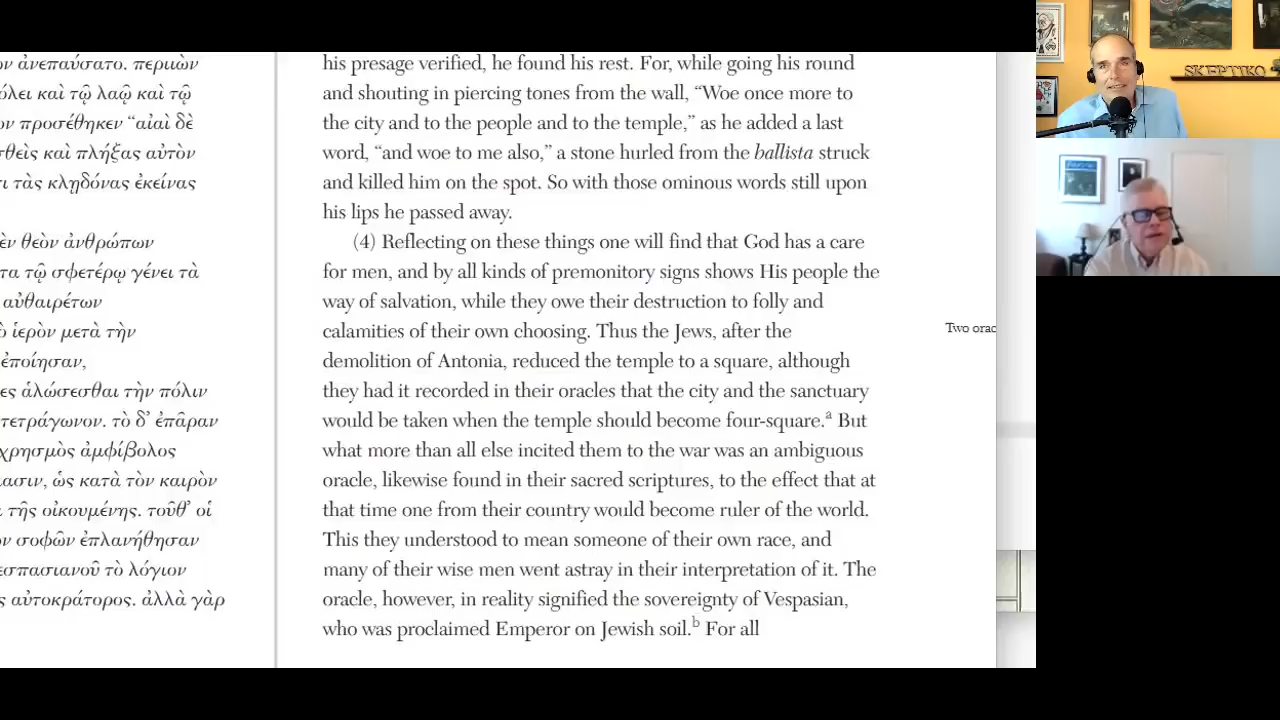 ν ἀνεπαύσατο. περιιὼν
όλει καὶ τῷ λαῷ καὶ τῷ
ον προσέθηκεν “αἰαὶ δὲ
σθεὶς καὶ πλήξας αὐτὸν
ι τὰς κληδόνας ἐκείνας
ὲν θεὸν ἀνθρώπων
τα τῷ σφετέρῳ γένει τὰ
αὐθαιρέτων
ὸ ἱερὸν μετὰ τὴν
ἐποίησαν,
ες ἁλώσεσθαι τὴν πόλιν
τετράγωνον. τὸ δ’ ἐπᾶραν
χρησμὸς ἀμφίβολος
μασιν, ὡς κατὰ τὸν καιρὸν
τῆς οἰκουμένης. τοῦθ’ οἱ
ν σοφῶν ἐπλανήθησαν
εσπασιανοῦ τὸ λόγιον
ς αὐτοκράτορος. ἀλλὰ γὰρ
his presage verified, he found his rest. For, while going his round
and shouting in piercing tones from the wall, “Woe once more to
the city and to the people and to the temple,” as he added a last
word, “and woe to me also,” a stone hurled from the ballista struck
and killed him on the spot. So with those ominous words still upon
his lips he passed away.
(4) Reflecting on these things one will find that God has a care
for men, and by all kinds of premonitory signs shows His people the
way of salvation, while they owe their destruction to folly and
calamities of their own choosing. Thus the Jews, after the
demolition of Antonia, reduced the temple to a square, although
they had it recorded in their oracles that the city and the sanctuary
would be taken when the temple should become four-square.a But
what more than all else incited them to the war was an ambiguous
oracle, likewise found in their sacred scriptures, to the effect that at
that time one from their country would become ruler of the world.
This they understood to mean someone of their own race, and
many of their wise men went astray in their interpretation of it. The
oracle, however, in reality signified the sovereignty of Vespasian,
who was proclaimed Emperor on Jewish soil.b For all
Two orac
SKEPTIKO